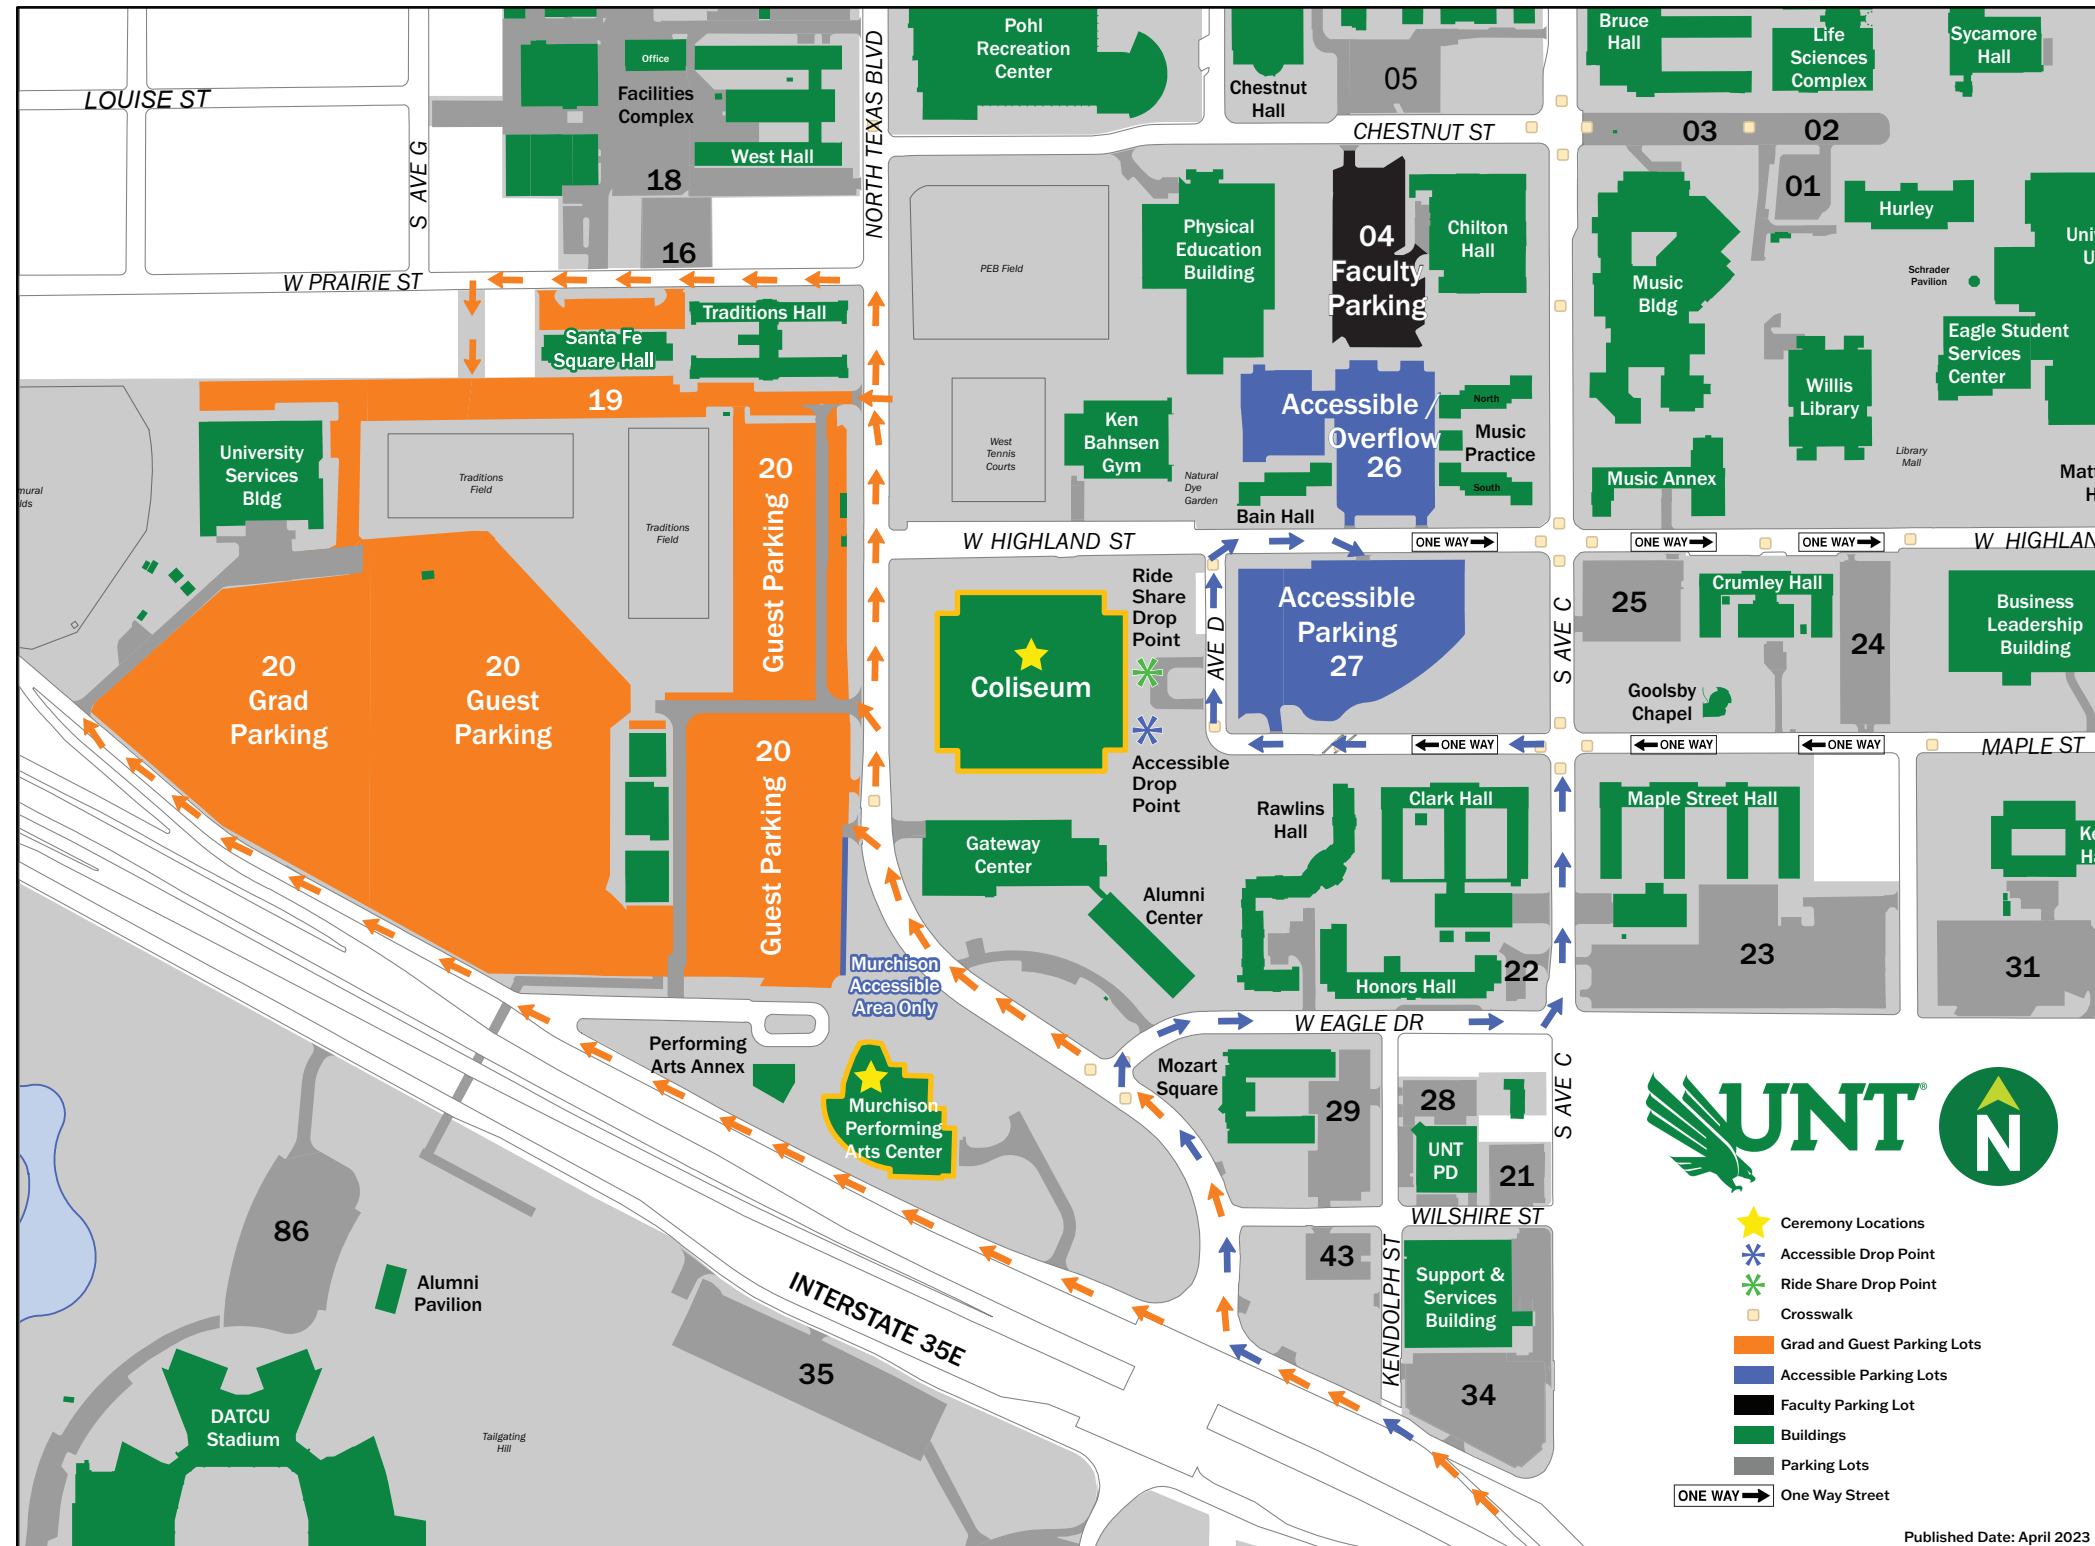 Pohl
Recreation
Center
Chestnut
Hall
05
Bruce
Hall
Life
Sciences
Complex
Sycamore
Hall
LOUISE ST
Office
Facilities
Complex
West Hall
18
16
S AVE G
NORTH TEXAS BLVD
CHESTNUT ST
03
02
01
Hurley
PEB Field
Physical
Education
Building
04
Faculty
Parking
Chilton
Hall
Music
Bldg
Schrader
Pavilion
Eagle Student
Services
Center
W PRAIRIE ST
Traditions Hall
Santa Fe
Square Hall
19
University
Services
Bldg
Traditions
Field
Traditions
Field
20
Guest Parking
West
Tennis
Courts
Ken
Bahnsen
Gym
Natural
Dye
Garden
Accessible /
Overflow
26
North
Music
Practice
South
Bain Hall
Willis
Library
Library
Mall
Music Annex
W HIGHLAND ST
ONE WAY
ONE WAY
ONE WAY
W HIGHLAN
Ride
Share
Drop
Point
AVE D
Accessible
Parking
27
S AVE C
25
Crumley Hall
24
Business
Leadership
Building
Goolsby
Chapel
Coliseum
Accessible
Drop
Point
20
Grad
Parking
20
Guest
Parking
20
Guest Parking
ONE WAY
ONE WAY
ONE WAY
MAPLE ST
Gateway
Center
Alumni
Center
Rawlins
Hall
Clark Hall
Maple Street Hall
Honors Hall
22
23
31
Murchison
Accessible
Area Only
W EAGLE DR
Performing
Arts Annex
Murchison
Performing
Arts Center
Mozart
Square
29
28
UNT
PD
21
S AVE C
WILSHIRE ST
43
KENDOLPH ST
Support &
Services
Building
34
86
Alumni
Pavilion
INTERSTATE 35E
35
DATCU
Stadium
Tailgating
Hill
UNT®
N
Ceremony Locations
Accessible Drop Point
Ride Share Drop Point
Crosswalk
Grad and Guest Parking Lots
Accessible Parking Lots
Faculty Parking Lot
Buildings
Parking Lots
ONE WAY One Way Street
Published Date: April 2023